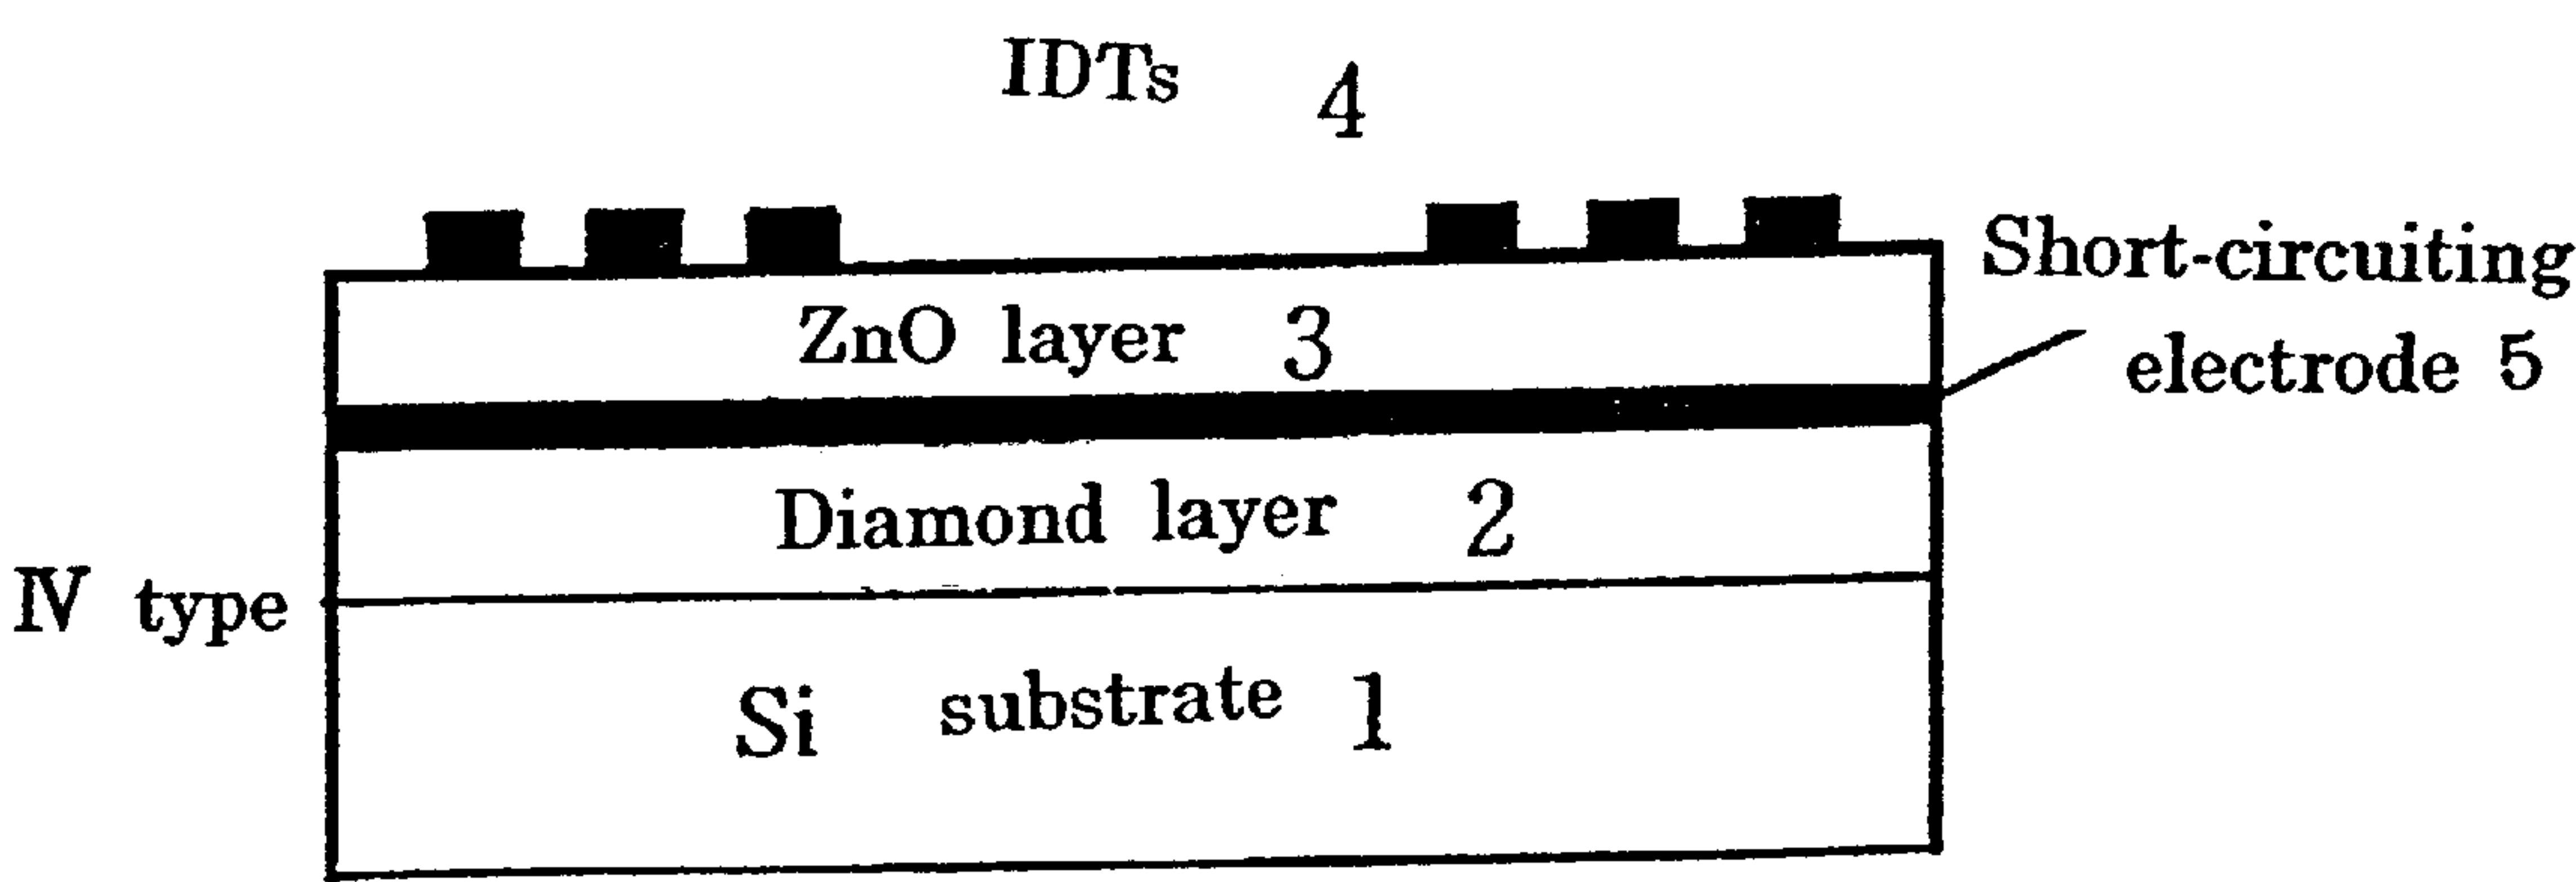 IDTs 4
Short-circuiting
electrode 5
ZnO layer 3
Diamond layer 2
Ⅳ type
Si substrate 1